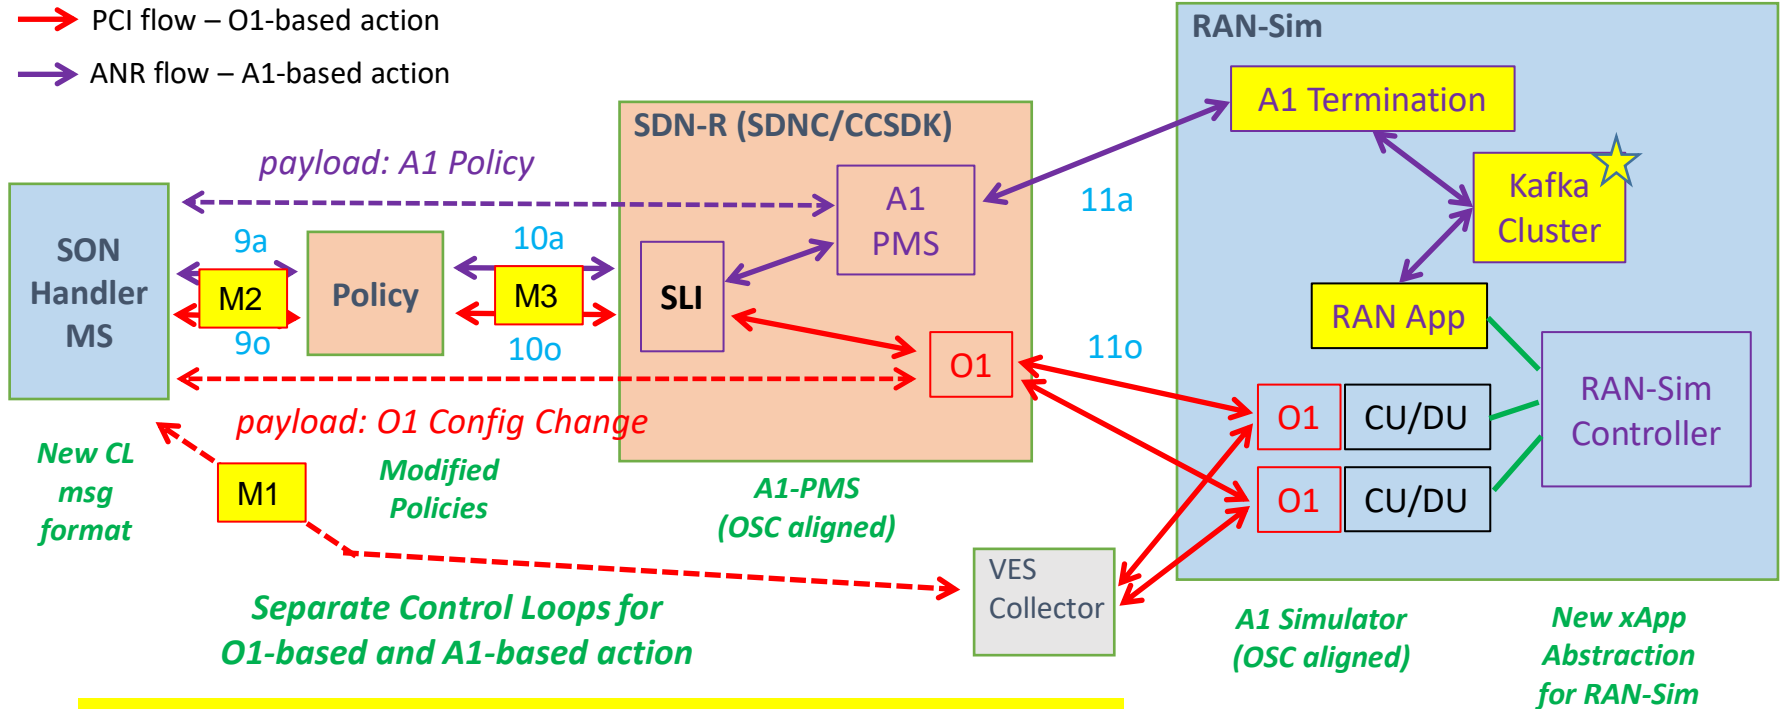 PCI flow – O1-based action
ANR flow – A1-based action
RAN-Sim
A1 Termination
SDN-R (SDNC/CCSDK)
payload: A1 Policy
Kafka
Cluster
A1
PMS
11a
SON
Handler
MS
9a
10a
M2
Policy
M3
SLI
RAN App
9o
10o
11o
O1
RAN-Sim
Controller
O1
CU/DU
payload: O1 Config Change
New CL
msg
format
M1
Modified
Policies
A1-PMS
(OSC aligned)
O1
CU/DU
VES
Collector
Separate Control Loops for
O1-based and A1-based action
A1 Simulator
(OSC aligned)
New xApp
Abstraction
for RAN-Sim